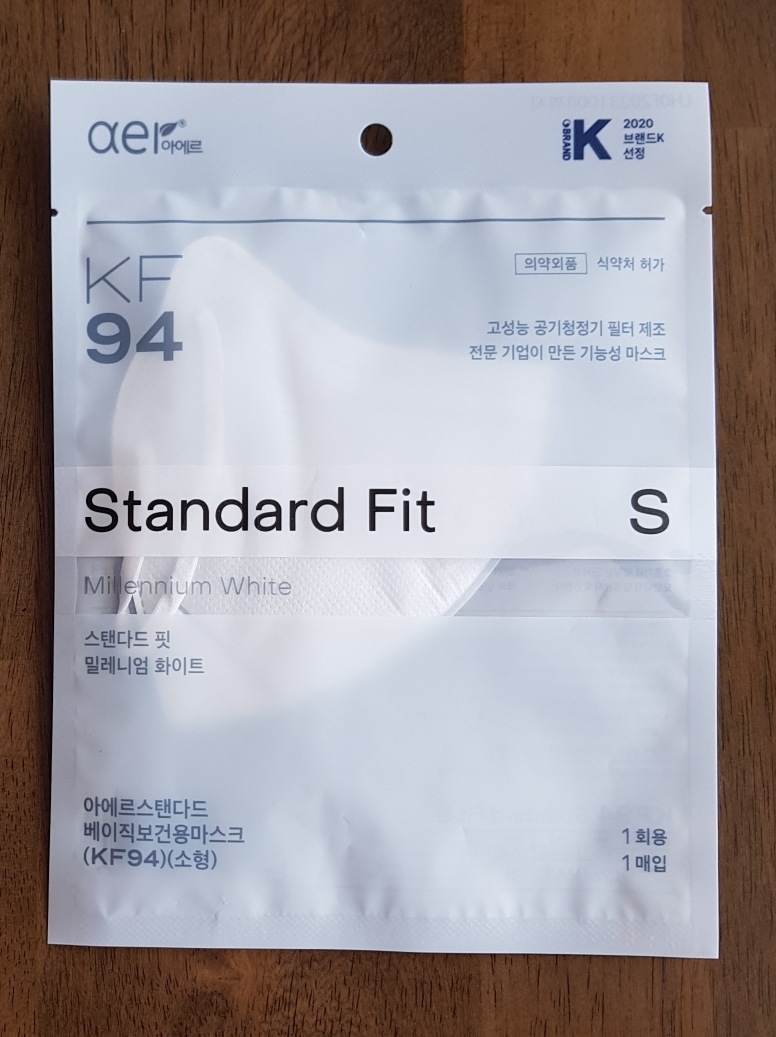 aer® 아에르
BRAND K
2020
브랜드K
선정
KF
94
의약외품 식약처 허가
고성능 공기청정기 필터 제조
전문 기업이 만든 기능성 마스크
Standard Fit S
Millennium White
스탠다드 핏
밀레니엄 화이트
아에르스탠다드
베이직보건용마스크
(KF94)(소형)
1회용
1매입